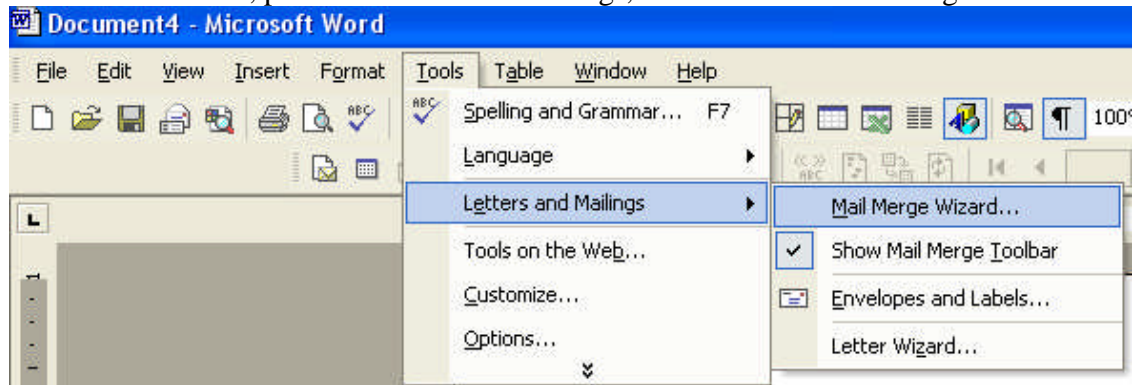 Document4 - Microsoft Word
File Edit View Insert Format Tools Table Window Help
ABC ABC Spelling and Grammar... F7 100%
Language
Letters and Mailings Mail Merge Wizard...
Tools on the Web... Show Mail Merge Toolbar
Customize... Envelopes and Labels...
Options... Letter Wizard...